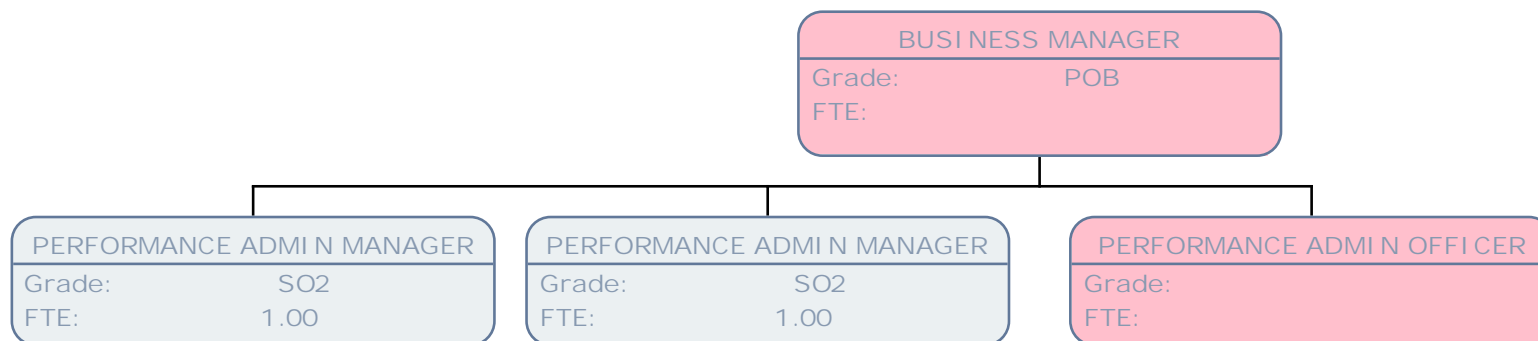 BUSINESS MANAGER
Grade: POB
FTE:
PERFORMANCE ADMIN MANAGER
Grade: SO2
FTE: 1.00
PERFORMANCE ADMIN MANAGER
Grade: SO2
FTE: 1.00
PERFORMANCE ADMIN OFFICER
Grade:
FTE: